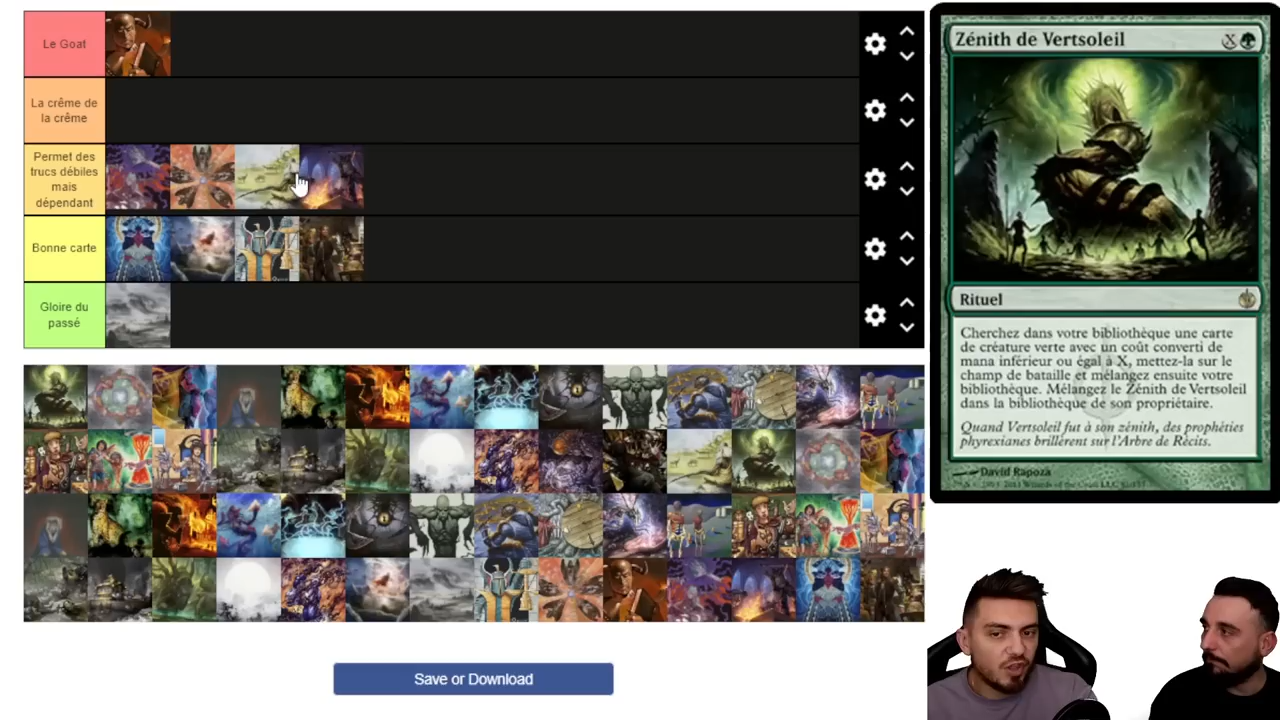 Le Goat
La crême de
la crême
Permet des
trucs débiles
mais
dépendant
Bonne carte
Gloire du
passé
Save or Download
Zénith de Vertsoleil
X
Rituel
Cherchez dans votre bibliothèque une carte
de créature verte avec un coût converti de
mana inférieur ou égal à X, mettez-la sur le
champ de bataille et mélangez ensuite votre
bibliothèque. Mélangez le Zénith de Vertsoleil
dans la bibliothèque de son propriétaire.
Quand Vertsoleil fut à son zénith, des prophéties
phyrexianes brillèrent sur l'Arbre de Récits.
David Rapoza